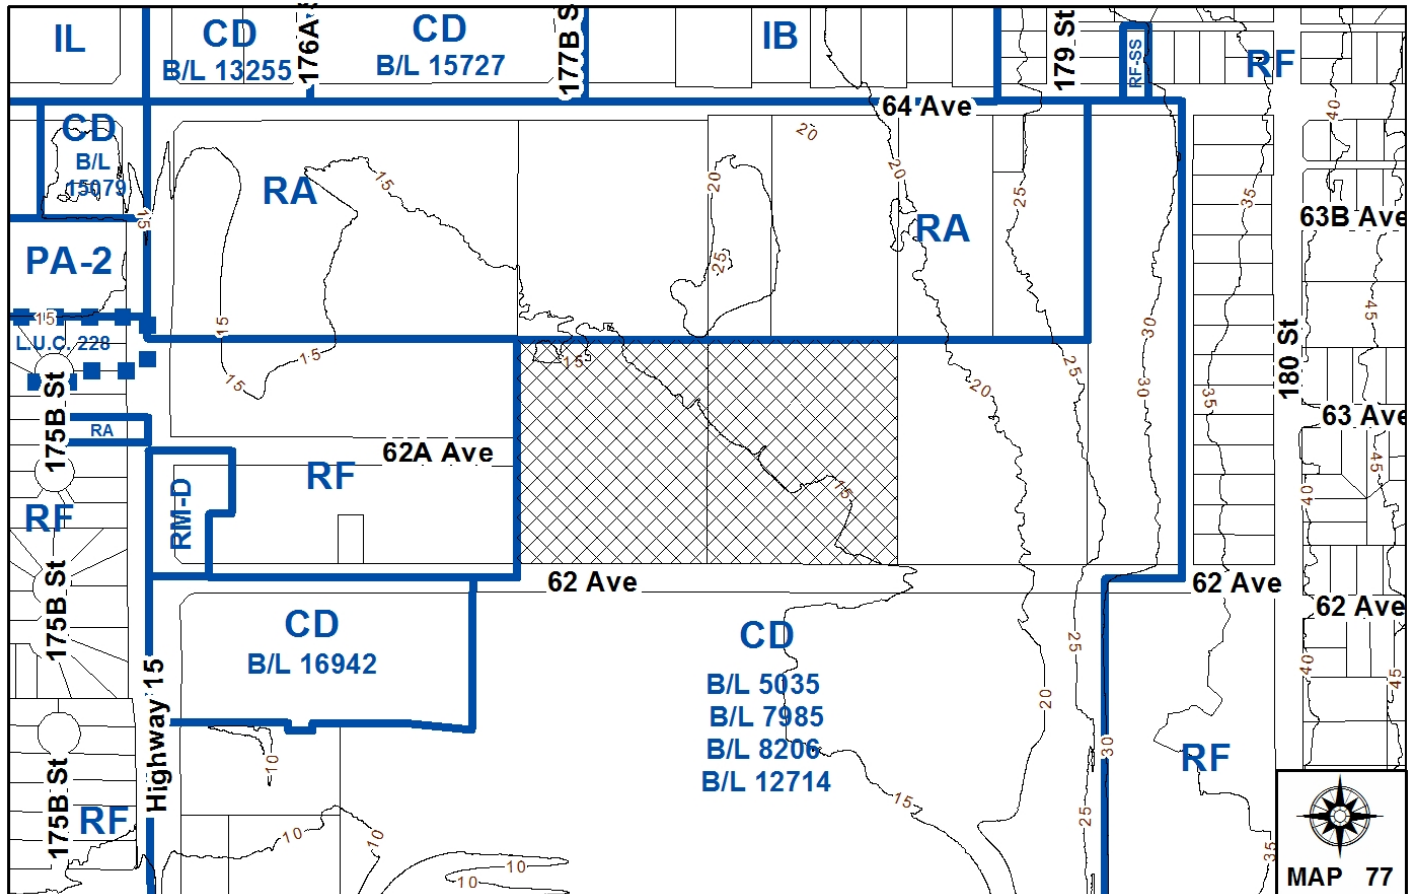 IL
CD
B/L 13255
176A S
CD
B/L 15727
177B S
IB
179 St
RF-SS
RF
64 Ave
CD
B/L
15079
RA
RA
PA-2
L.U.C. 228
63B Ave
180 St
63 Ave
175B St
RA
62A Ave
RF
RM-D
RF
175B St
62 Ave
62 Ave
62 Ave
CD
B/L 16942
CD
B/L 5035
B/L 7985
B/L 8206
B/L 12714
Highway 15
175B St
RF
RF
MAP 77
20
20
20
25
25
15
15
15
15
15
15
15
15
20
25
30
30
35
35
40
45
45
40
40
45
25
20
30
25
15
35
10
10
10
10
10